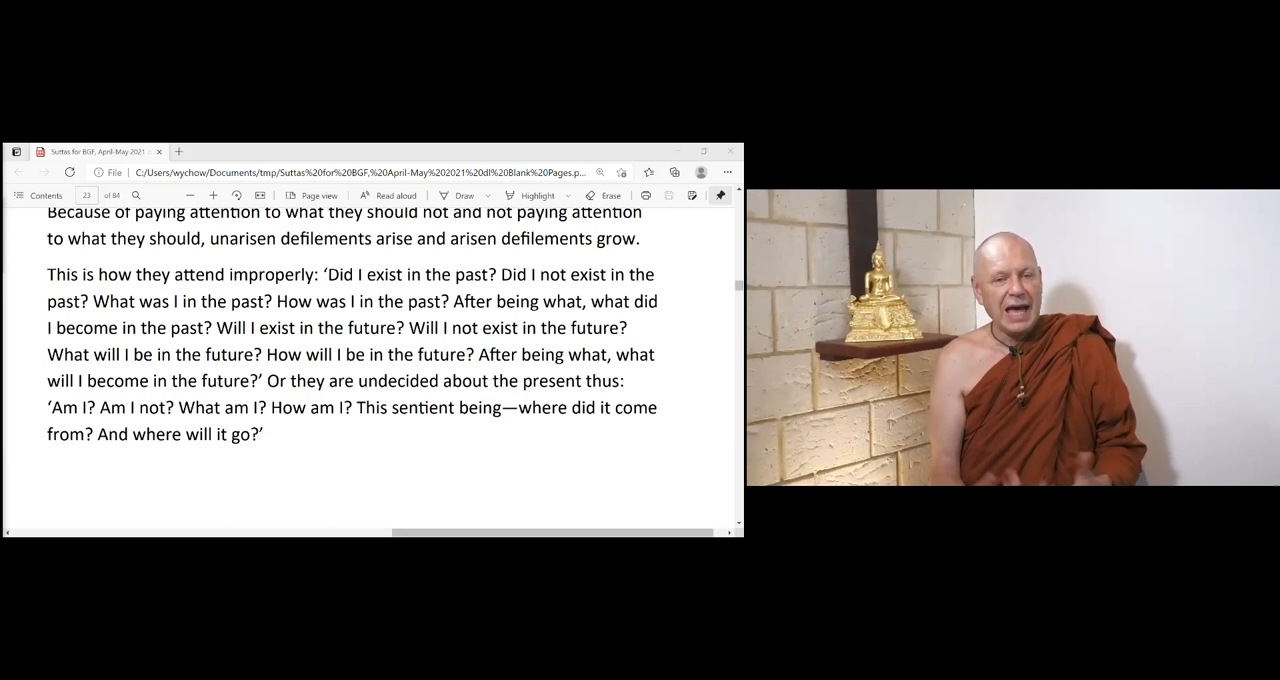 Suttas for BGF, April-May 2021
File | C:/Users/wychow/Documents/tmp/Suttas%20for%20BGF,%20April-May%202021%20dl%20Blank%20Pages.p...
Contents 23 of 84 Page view Read aloud Draw Highlight Erase
Because of paying attention to what they should not and not paying attention
to what they should, unarisen defilements arise and arisen defilements grow.
This is how they attend improperly: ‘Did I exist in the past? Did I not exist in the
past? What was I in the past? How was I in the past? After being what, what did
I become in the past? Will I exist in the future? Will I not exist in the future?
What will I be in the future? How will I be in the future? After being what, what
will I become in the future?’ Or they are undecided about the present thus:
‘Am I? Am I not? What am I? How am I? This sentient being—where did it come
from? And where will it go?’